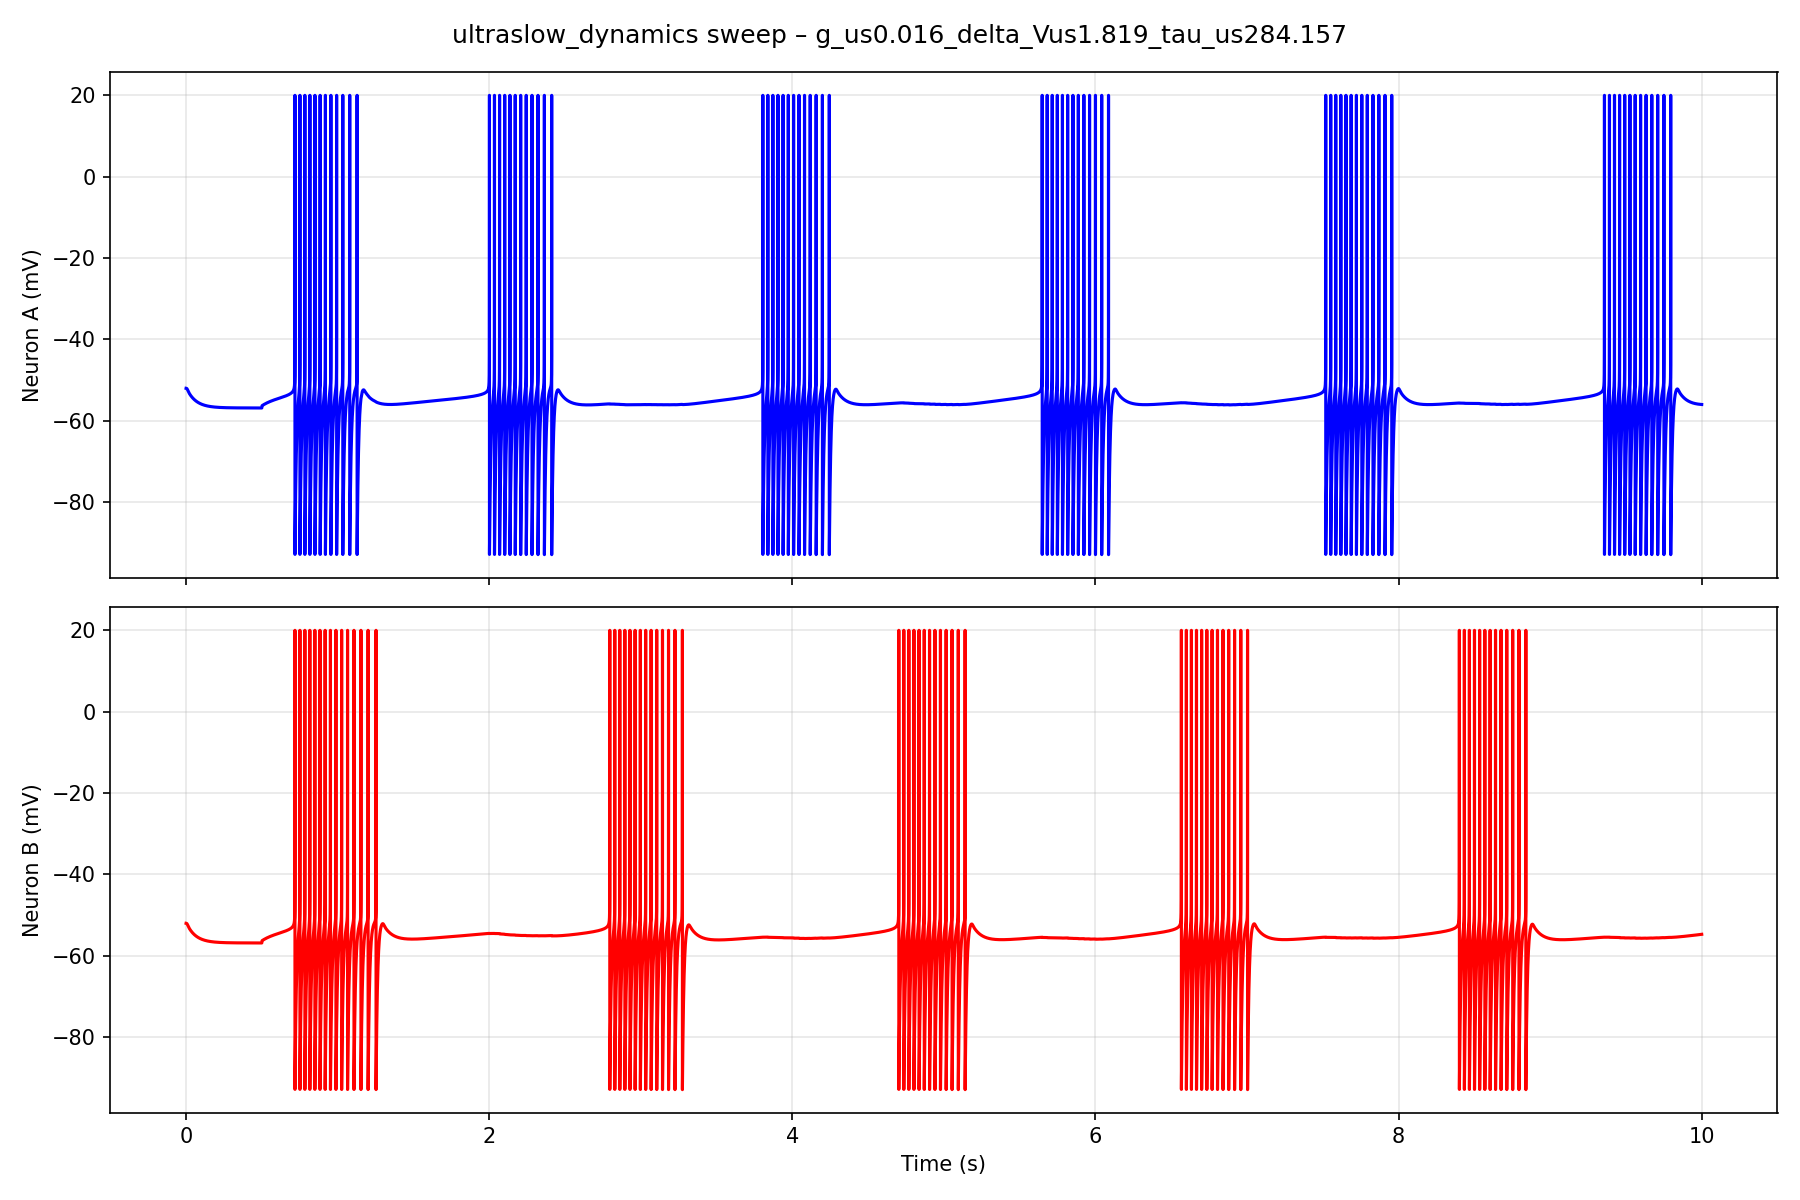 ultraslow_dynamics sweep – g_us0.016_delta_Vus1.819_tau_us284.157
Neuron A (mV)
20
0
−20
−40
−60
−80
Neuron B (mV)
20
0
−20
−40
−60
−80
0 2 4 6 8 10
Time (s)